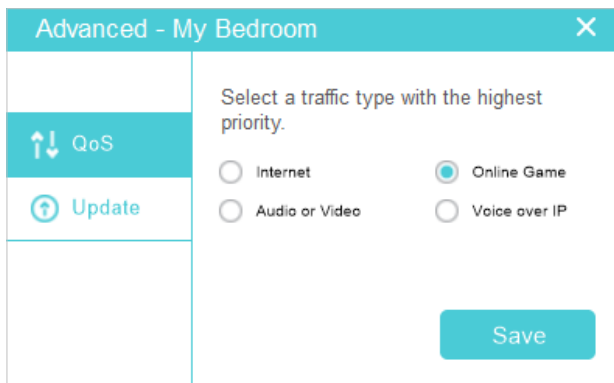 Advanced - My Bedroom
QoS
Update
Select a traffic type with the highest
priority.
Internet
Online Game
Audio or Video
Voice over IP
Save